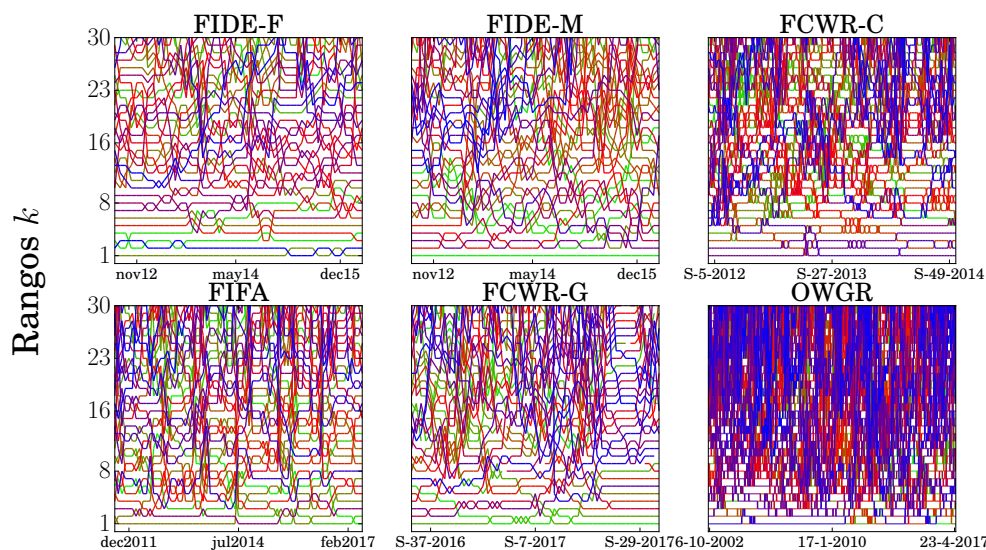 FIDE-F FIDE-M FCWR-C
30
23
16
8
1
nov12 may14 dec15 nov12 may14 dec15 S-5-2012 S-27-2013 S-49-2014
Rangos k
FIFA FCWR-G OWGR
30
23
16
8
1
dec2011 jul2014 feb2017 S-37-2016 S-7-2017 S-29-2017 6-10-2002 17-1-2010 23-4-2017